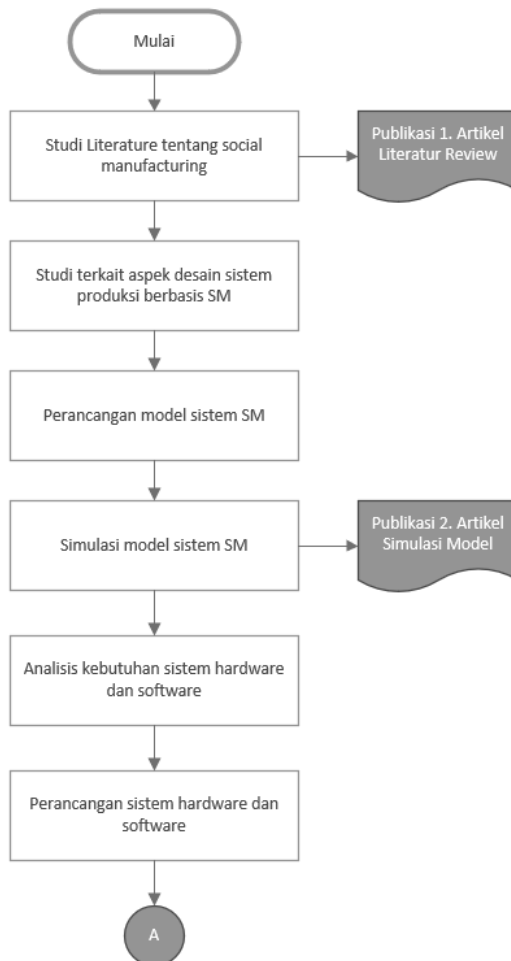 Mulai
Studi Literature tentang social
manufacturing
Publikasi 1. Artikel
Literatur Review
Studi terkait aspek desain sistem
produksi berbasis SM
Perancangan model sistem SM
Simulasi model sistem SM
Publikasi 2. Artikel
Simulasi Model
Analisis kebutuhan sistem hardware
dan software
Perancangan sistem hardware dan
software
A